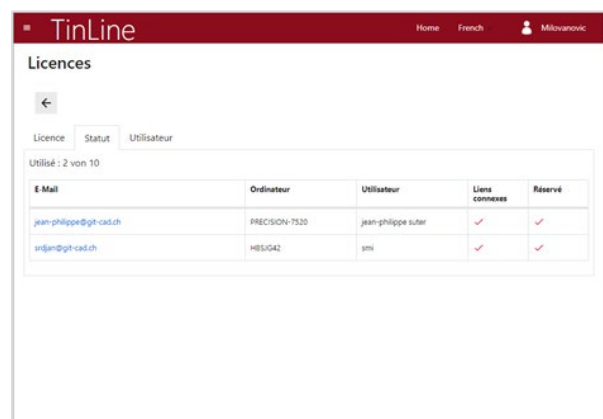 TinLine
Home French Milovanovic
Licences
Licence Statut Utilisateur
Utilisé : 2 von 10
E-Mail Ordinateur Utilisateur Liens connexes Réservé
jean-philippe@git-cad.ch PRECISION-7520 jean-philippe suter
srdjan@git-cad.ch smi